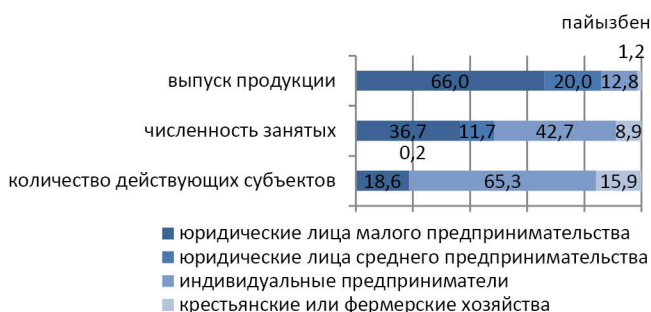 пайызбен
1,2
выпуск продукции 66,0 20,0 12,8
численность занятых 36,7 11,7 42,7 8,9
0,2
количество действующих субъектов 18,6 65,3 15,9
юридические лица малого предпринимательства
юридические лица среднего предпринимательства
индивидуальные предприниматели
крестьянские или фермерские хозяйства